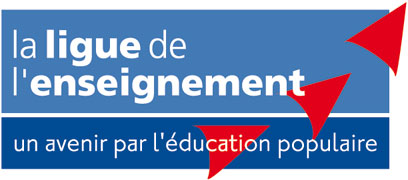 la ligue de
l'enseignement
un avenir par l'éducation populaire